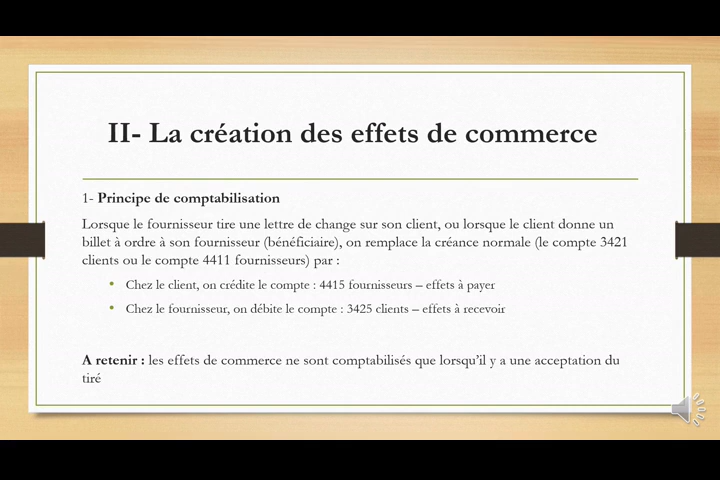 II- La création des effets de commerce
1- Principe de comptabilisation
Lorsque le fournisseur tire une lettre de change sur son client, ou lorsque le client donne un
billet à ordre à son fournisseur (bénéficiaire), on remplace la créance normale (le compte 3421
clients ou le compte 4411 fournisseurs) par :
• Chez le client, on crédite le compte : 4415 fournisseurs – effets à payer
• Chez le fournisseur, on débite le compte : 3425 clients – effets à recevoir
A retenir : les effets de commerce ne sont comptabilisés que lorsqu'il y a une acceptation du
tiré